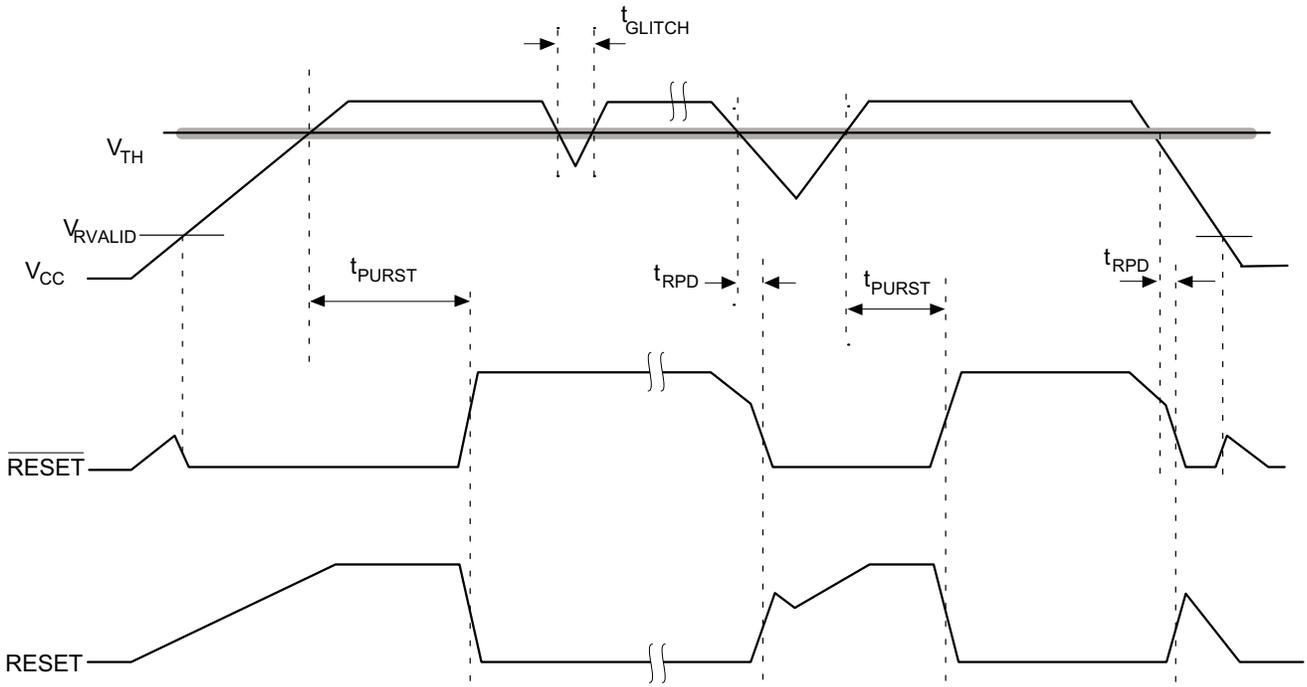 tGLITCH
VTH
VRVALID
VCC
tPURST
tRPD
tPURST
tRPD
RESET
RESET